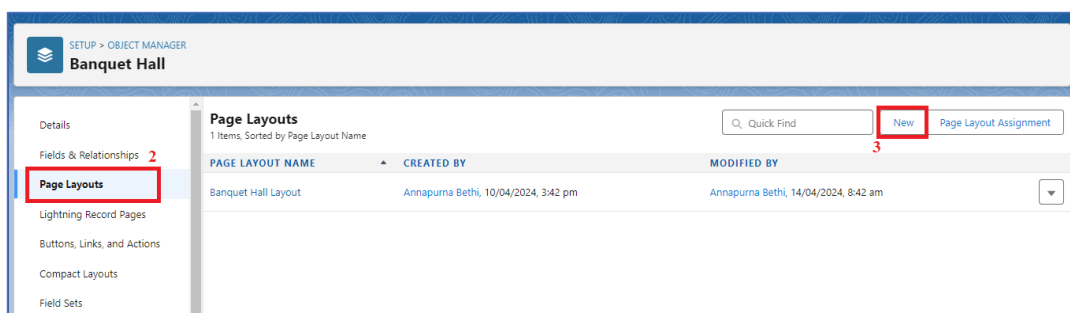 SETUP > OBJECT MANAGER
Banquet Hall
Details
Fields & Relationships 2
Page Layouts
Lightning Record Pages
Buttons, Links, and Actions
Compact Layouts
Field Sets
Page Layouts
1 Items, Sorted by Page Layout Name
Quick Find
New
Page Layout Assignment
3
PAGE LAYOUT NAME CREATED BY MODIFIED BY
Banquet Hall Layout Annapurna Bethi, 10/04/2024, 3:42 pm Annapurna Bethi, 14/04/2024, 8:42 am